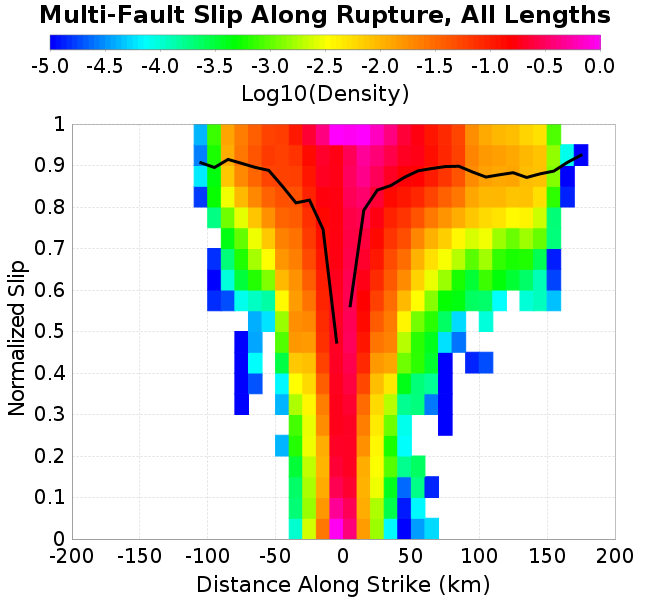 Multi-Fault Slip Along Rupture, All Lengths
-5.0 -4.5 -4.0 -3.5 -3.0 -2.5 -2.0 -1.5 -1.0 -0.5 0.0
Log10(Density)
1
0.9
0.8
0.7
0.6
0.5
0.4
0.3
0.2
0.1
0
Normalized Slip
-200 -150 -100 -50 0 50 100 150 200
Distance Along Strike (km)